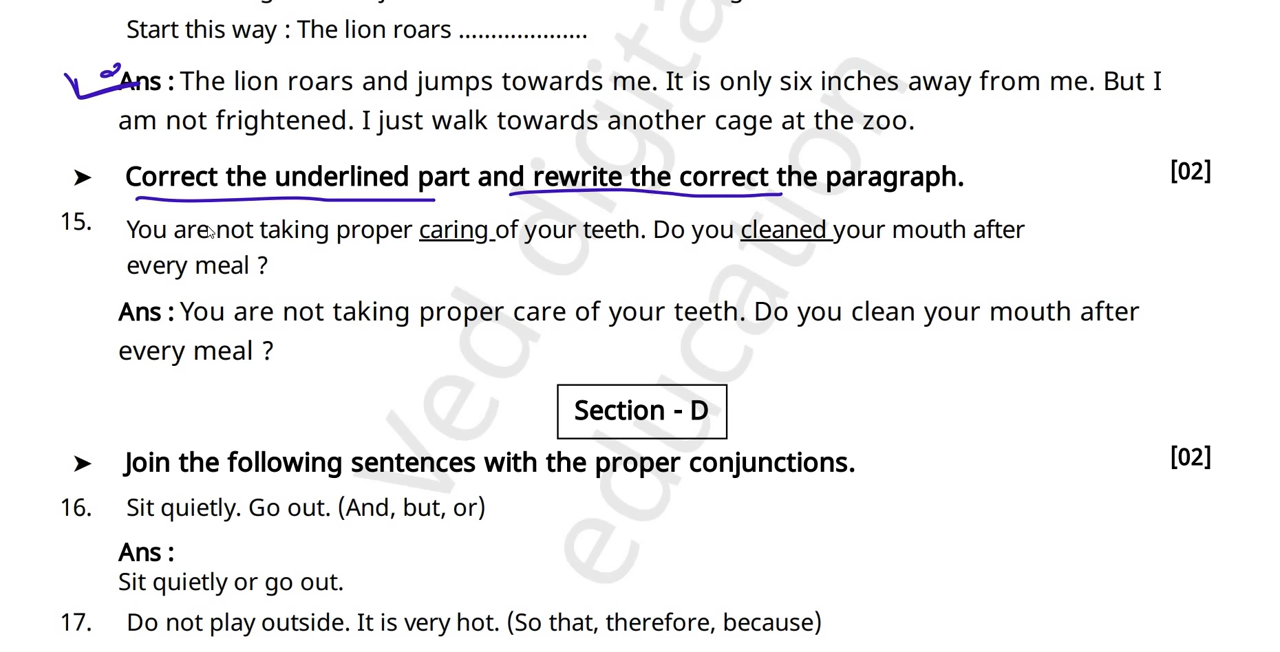 Start this way : The lion roars ....................
Ans : The lion roars and jumps towards me. It is only six inches away from me. But I
am not frightened. I just walk towards another cage at the zoo.
➤ Correct the underlined part and rewrite the correct the paragraph. [02]
15. You are not taking proper caring of your teeth. Do you cleaned your mouth after
every meal ?
Ans : You are not taking proper care of your teeth. Do you clean your mouth after
every meal ?
Section - D
➤ Join the following sentences with the proper conjunctions. [02]
16. Sit quietly. Go out. (And, but, or)
Ans :
Sit quietly or go out.
17. Do not play outside. It is very hot. (So that, therefore, because)
Ved digital
education